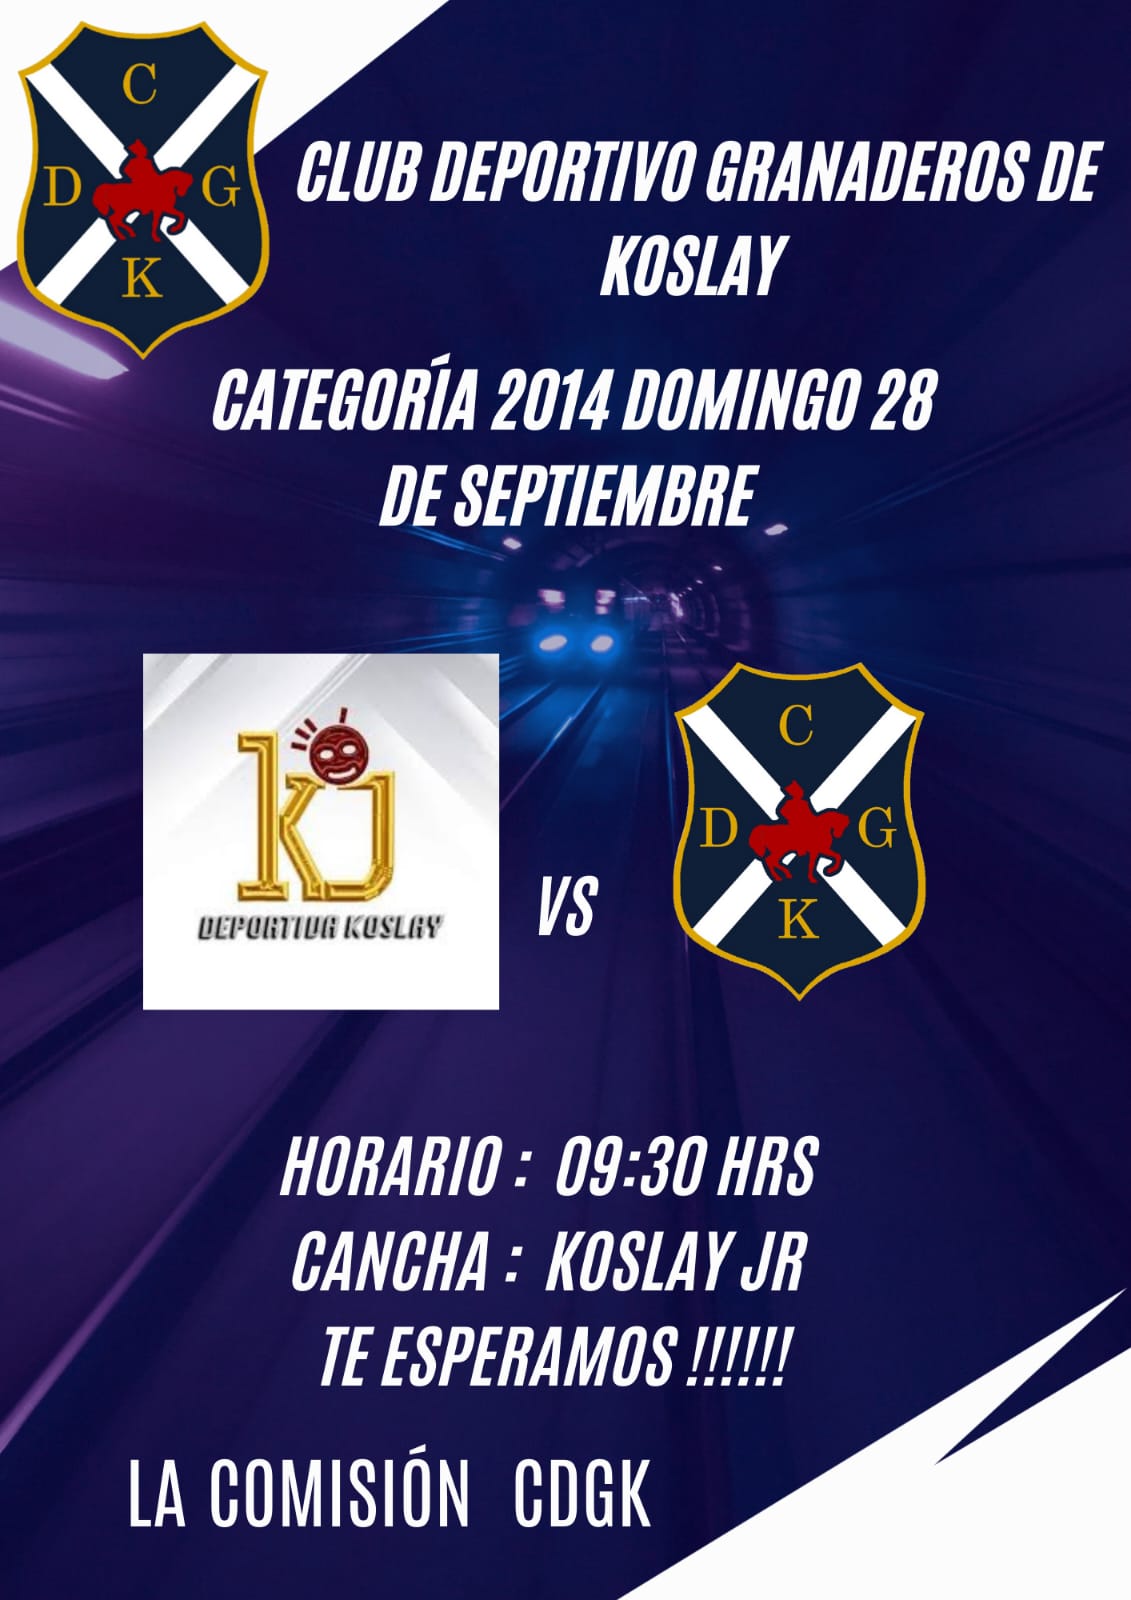 C
D G
K
CLUB DEPORTIVO GRANADEROS DE
KOSLAY
CATEGORÍA 2014 DOMINGO 28
DE SEPTIEMBRE
KJ
DEPORTIVA KOSLAY
VS
C
D G
K
HORARIO : 09:30 HRS
CANCHA : KOSLAY JR
TE ESPERAMOS !!!!!!
LA COMISIÓN CDGK